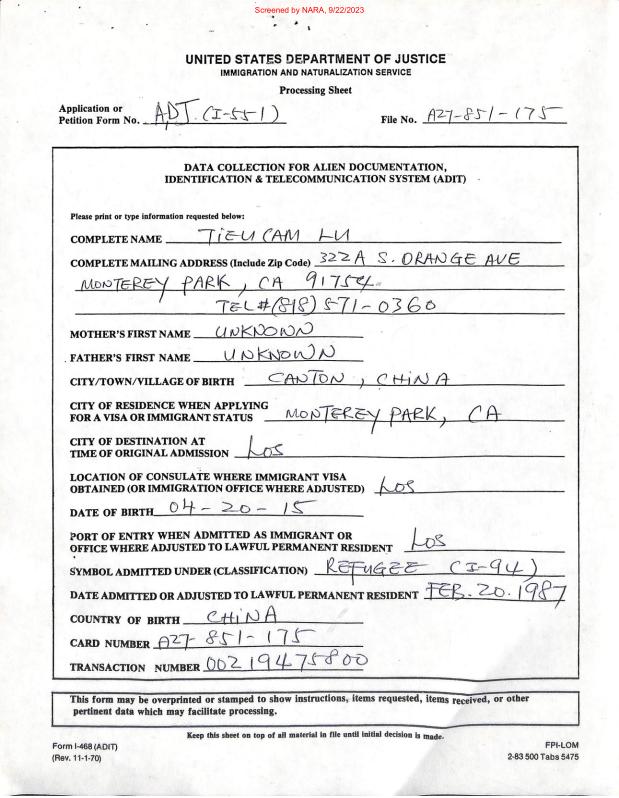 Screened by NARA, 9/22/2023
UNITED STATES DEPARTMENT OF JUSTICE
IMMIGRATION AND NATURALIZATION SERVICE
Processing Sheet
Application or
Petition Form No. ADJ. (I-551) File No. A27-851-175
DATA COLLECTION FOR ALIEN DOCUMENTATION,
IDENTIFICATION & TELECOMMUNICATION SYSTEM (ADIT)
Please print or type information requested below:
COMPLETE NAME TiEU CAM LU
COMPLETE MAILING ADDRESS (Include Zip Code) 322A S. ORANGE AVE
MONTEREY PARK, CA 91754
TEL#(818) 571-0360
MOTHER'S FIRST NAME UNKNOWN
FATHER'S FIRST NAME UNKNOWN
CITY/TOWN/VILLAGE OF BIRTH CANTON, CHiNA
CITY OF RESIDENCE WHEN APPLYING
FOR A VISA OR IMMIGRANT STATUS MONTEREY PARK, CA
CITY OF DESTINATION AT
TIME OF ORIGINAL ADMISSION LOS
LOCATION OF CONSULATE WHERE IMMIGRANT VISA
OBTAINED (OR IMMIGRATION OFFICE WHERE ADJUSTED) LOS
DATE OF BIRTH 04-20-15
PORT OF ENTRY WHEN ADMITTED AS IMMIGRANT OR
OFFICE WHERE ADJUSTED TO LAWFUL PERMANENT RESIDENT LOS
SYMBOL ADMITTED UNDER (CLASSIFICATION) REFUGEE (I-94)
DATE ADMITTED OR ADJUSTED TO LAWFUL PERMANENT RESIDENT FEB. 20. 1987
COUNTRY OF BIRTH CHiNA
CARD NUMBER A27-851-175
TRANSACTION NUMBER 00219475800
This form may be overprinted or stamped to show instructions, items requested, items received, or other
pertinent data which may facilitate processing.
Keep this sheet on top of all material in file until initial decision is made.
Form I-468 (ADIT) FPI-LOM
(Rev. 11-1-70) 2-83 500 Tabs 5475